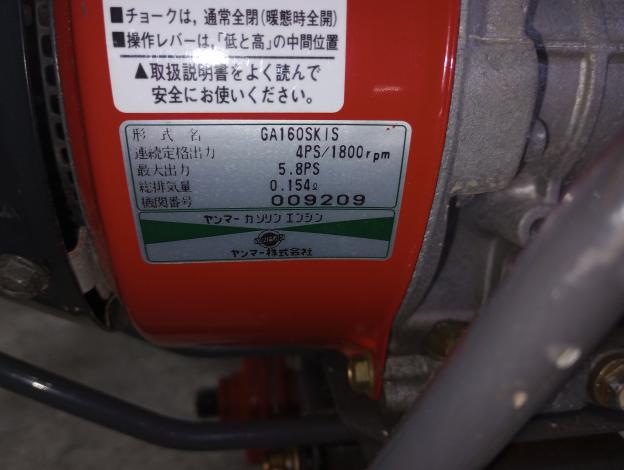 ■チョークは，通常全閉(暖態時全開)
■操作レバーは，「低と高」の中間位置
▲取扱説明書をよく読んで
安全にお使いください。
形式名 GA160SKIS
連続定格出力 4PS/1800rpm
最大出力 5.8PS
総排気量 0.154ℓ
機関番号 009209
ヤンマー ガソリン エンジン
ヤンマー株式会社